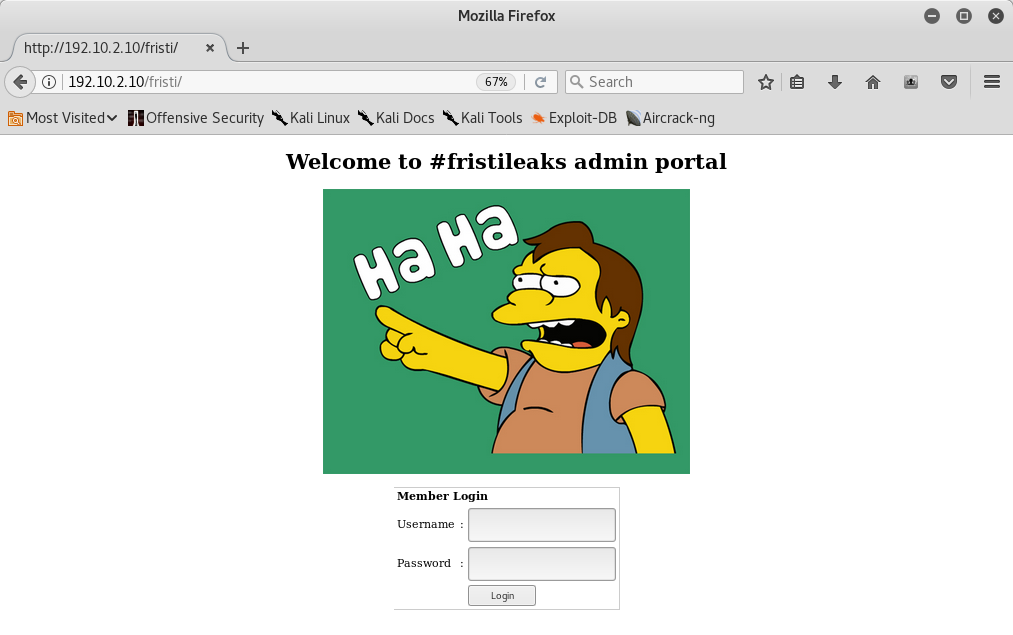 Mozilla Firefox
http://192.10.2.10/fristi/
192.10.2.10/fristi/ 67% Search
Most Visited Offensive Security Kali Linux Kali Docs Kali Tools Exploit-DB Aircrack-ng
Welcome to #fristileaks admin portal
Ha Ha
Member Login
Username :
Password :
Login